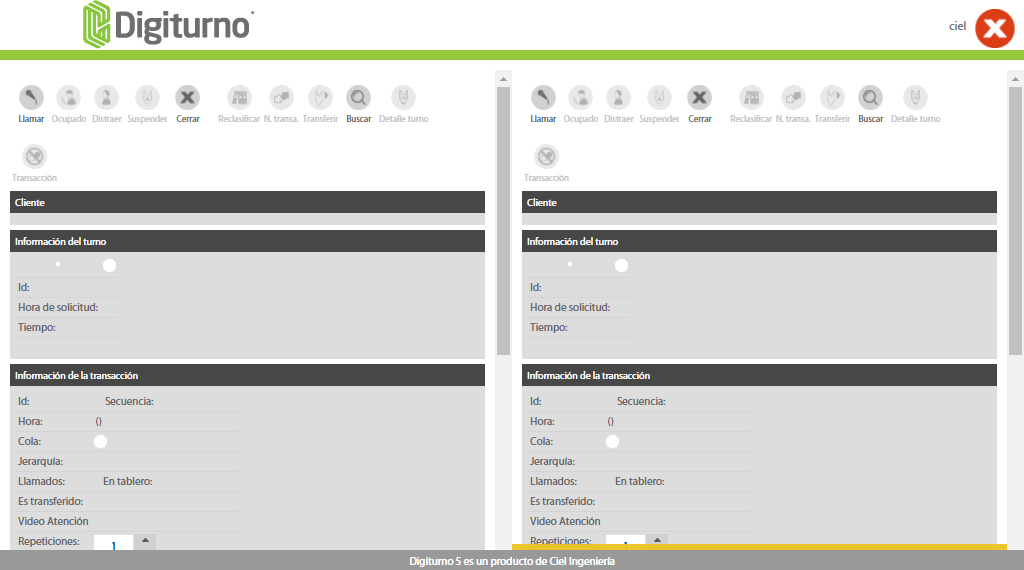 Digiturno
ciel
Llamar Ocupado Distraer Suspender Cerrar Reclasificar N. transa. Transferir Buscar Detalle turno
Transacción
Cliente
Información del turno
Id:
Hora de solicitud:
Tiempo:
Información de la transacción
Id: Secuencia:
Hora: ()
Cola:
Jerarquía:
Llamados: En tablero:
Es transferido:
Video Atención
Repeticiones: 1
Llamar Ocupado Distraer Suspender Cerrar Reclasificar N. transa. Transferir Buscar Detalle turno
Transacción
Cliente
Información del turno
Id:
Hora de solicitud:
Tiempo:
Información de la transacción
Id: Secuencia:
Hora: ()
Cola:
Jerarquía:
Llamados: En tablero:
Es transferido:
Video Atención
Repeticiones: 1
Digiturno 5 es un producto de Ciel Ingeniería